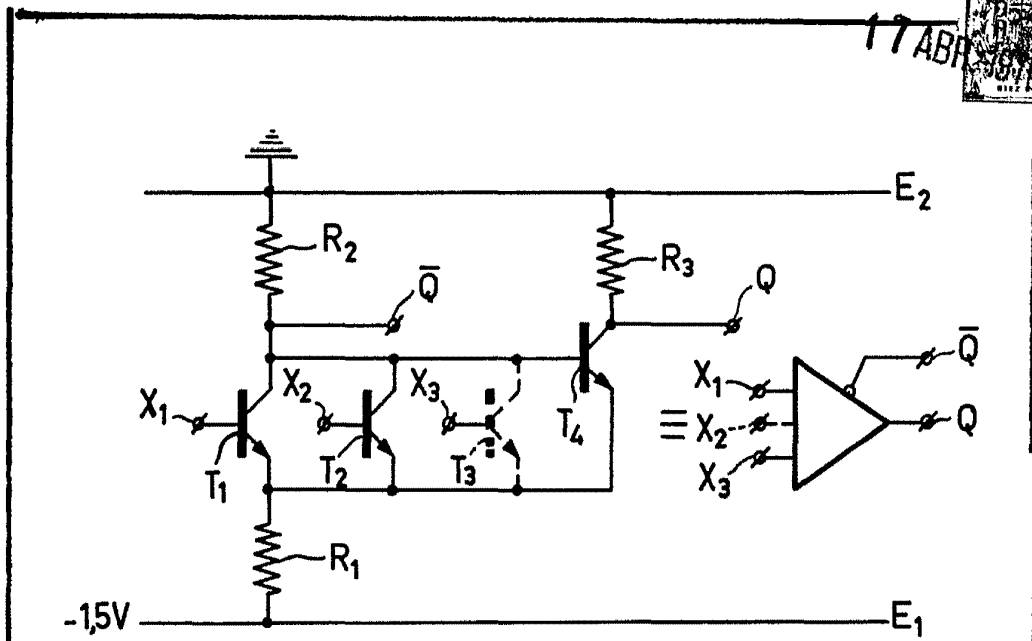 17 ABR
E₂
R₂
R₃
Q̅
Q
X₁
X₂
X₃
T₁
T₂
T₃
T₄
≡
X₁
X₂
X₃
Q̅
Q
R₁
-1,5V
E₁